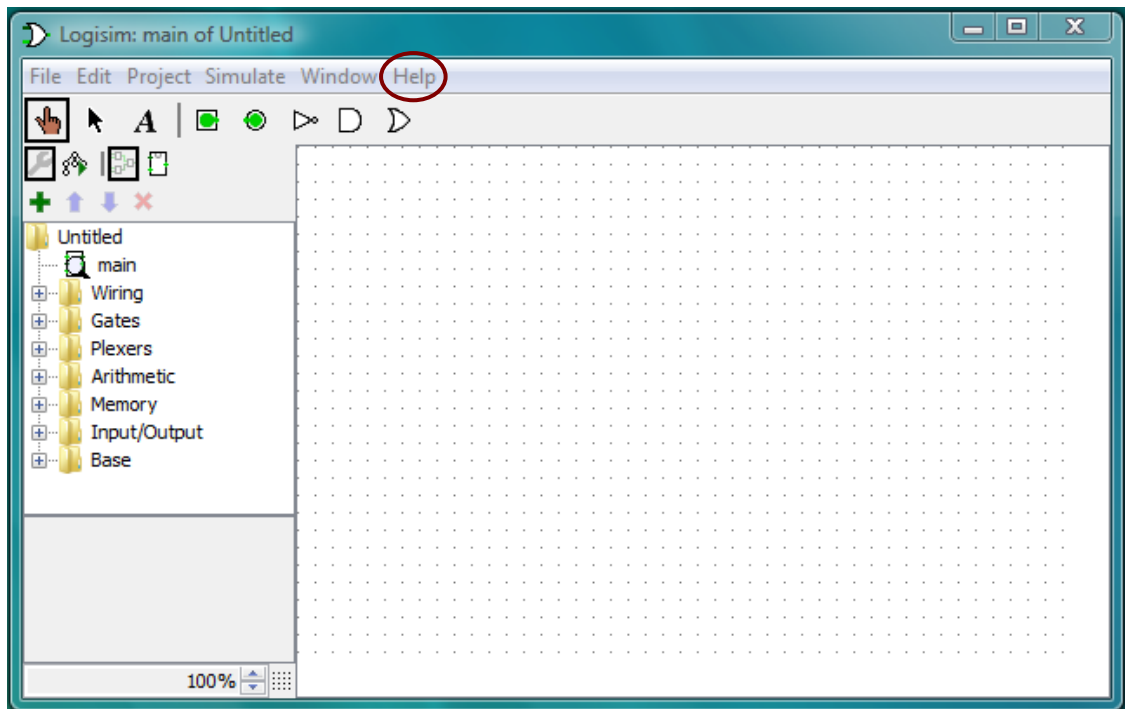 Logisim: main of Untitled
File Edit Project Simulate Window Help
A
Untitled
main
Wiring
Gates
Plexers
Arithmetic
Memory
Input/Output
Base
100%